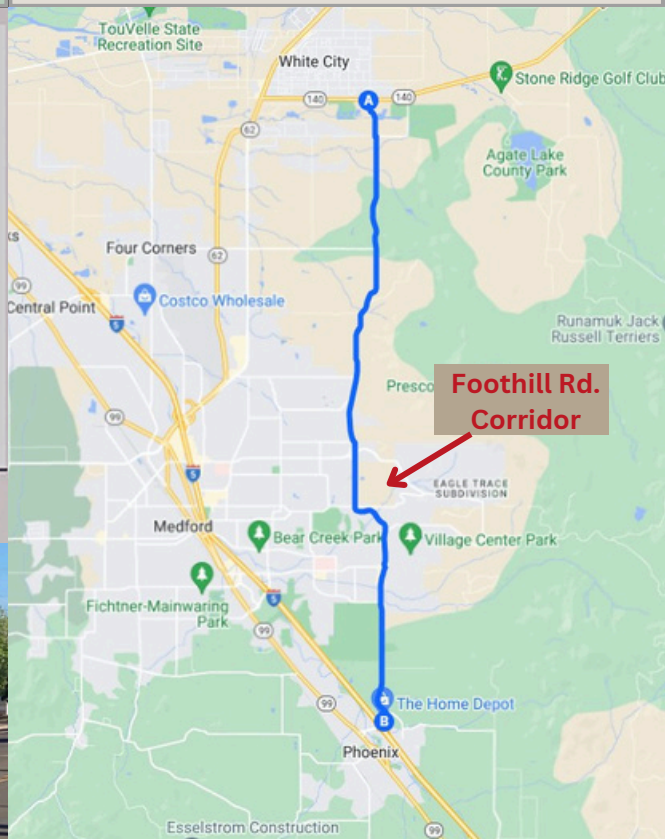 TouVelle State
Recreation Site
White City
Stone Ridge Golf Club
140
A
140
62
Agate Lake
County Park
Four Corners
62
99
Central Point
5
Costco Wholesale
Runamuk Jack
Russell Terriers
Presco
Foothill Rd.
Corridor
99
5
EAGLE TRACE
SUBDIVISION
Medford
Bear Creek Park
Village Center Park
Fichtner-Mainwaring
Park
5
99
99
The Home Depot
B
Phoenix
Esselstrom Construction
99